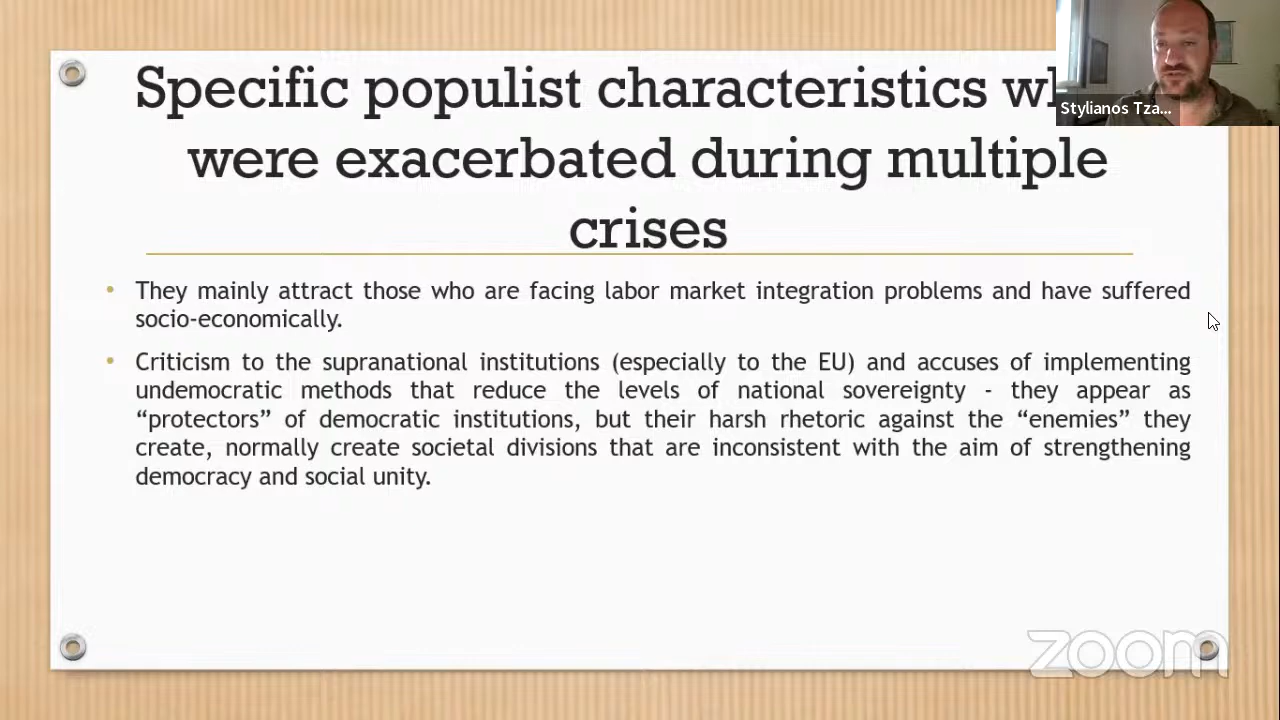 Specific populist characteristics
were exacerbated during multiple
crises
Stylianos Tza...
• They mainly attract those who are facing labor market integration problems and have suffered
socio-economically.
• Criticism to the supranational institutions (especially to the EU) and accuses of implementing
undemocratic methods that reduce the levels of national sovereignty - they appear as
“protectors” of democratic institutions, but their harsh rhetoric against the “enemies” they
create, normally create societal divisions that are inconsistent with the aim of strengthening
democracy and social unity.
zoom